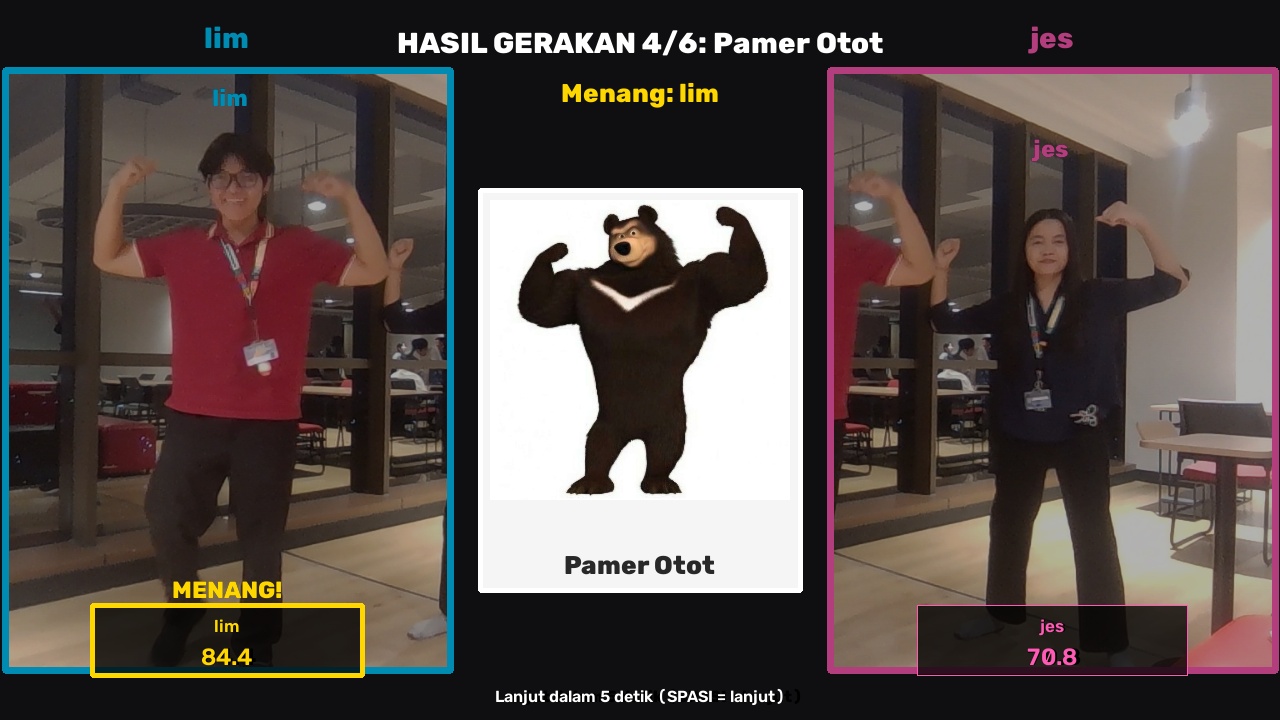 lim
HASIL GERAKAN 4/6: Pamer Otot
jes
lim
Menang: lim
jes
Pamer Otot
MENANG!
lim
84.4
jes
70.8
Lanjut dalam 5 detik (SPASI = lanjut)